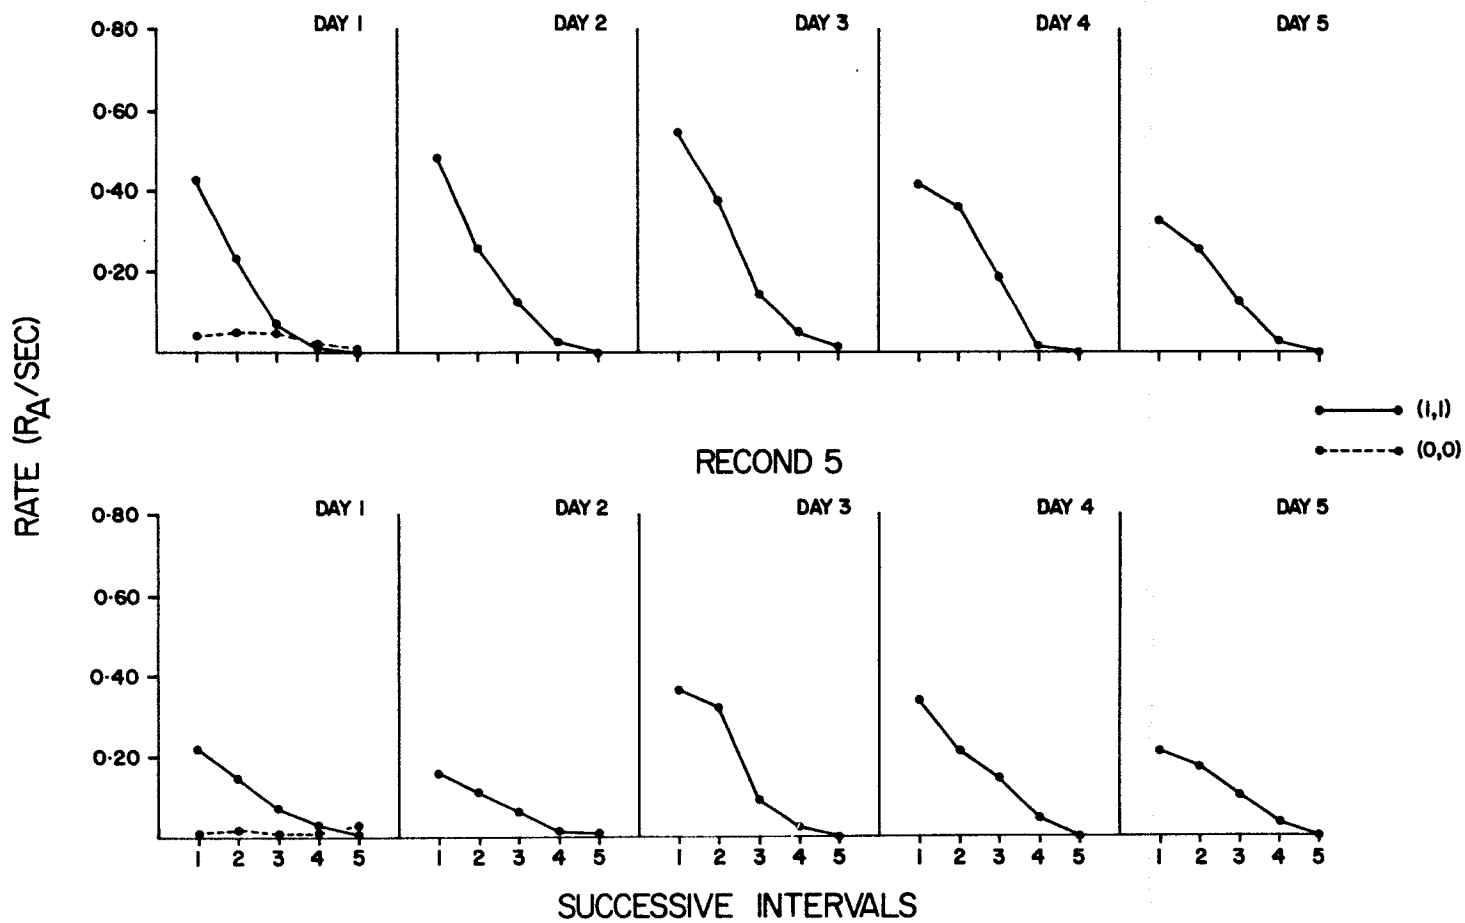 DAY 1 DAY 2 DAY 3 DAY 4 DAY 5
0.80
0.60
0.40
0.20
RATE (RA/SEC)
(1,1)
(0,0)
RECOND 5
DAY 1 DAY 2 DAY 3 DAY 4 DAY 5
0.80
0.60
0.40
0.20
1 2 3 4 5 1 2 3 4 5 1 2 3 4 5 1 2 3 4 5 1 2 3 4 5
SUCCESSIVE INTERVALS